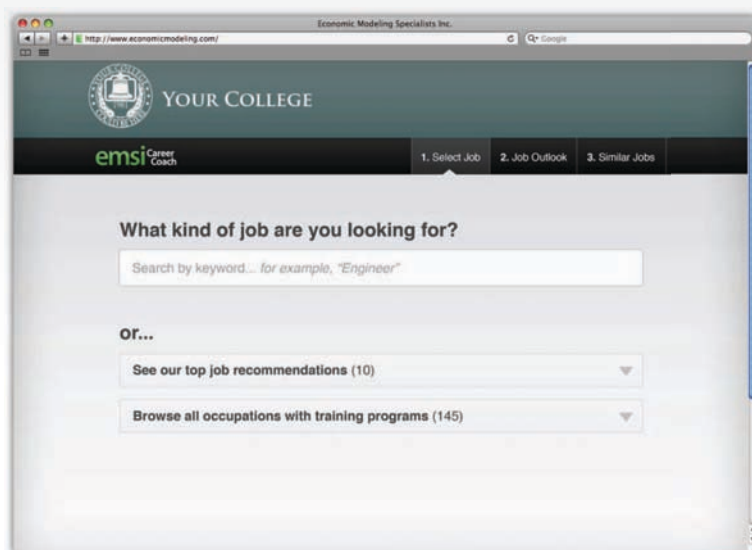 Economic Modeling Specialists Inc.
http://www.economicmodeling.com/
Google
YOUR COLLEGE
emsi Career Coach
1. Select Job
2. Job Outlook
3. Similar Jobs
What kind of job are you looking for?
Search by keyword... for example, "Engineer"
or...
See our top job recommendations (10)
Browse all occupations with training programs (145)